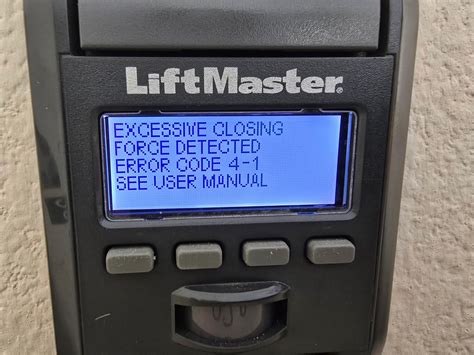 LiftMaster®
EXCESSIVE CLOSING
FORCE DETECTED
ERROR CODE 4-1
SEE USER MANUAL